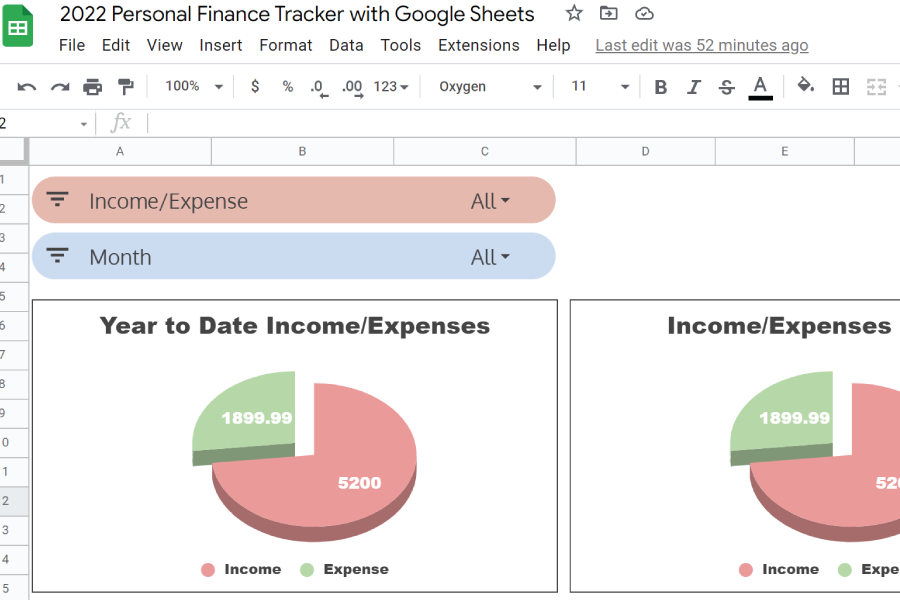 2022 Personal Finance Tracker with Google Sheets
File Edit View Insert Format Data Tools Extensions Help Last edit was 52 minutes ago
100% $ % .0 .00 123 Oxygen 11 B I S A
2 fx
A B C D E
1
2
3
4
5
6
7
8
9
0
1
2
3
4
5
Income/Expense All
Month All
Year to Date Income/Expenses
1899.99
5200
Income Expense
Income/Expenses
1899.99
520
Income Expe